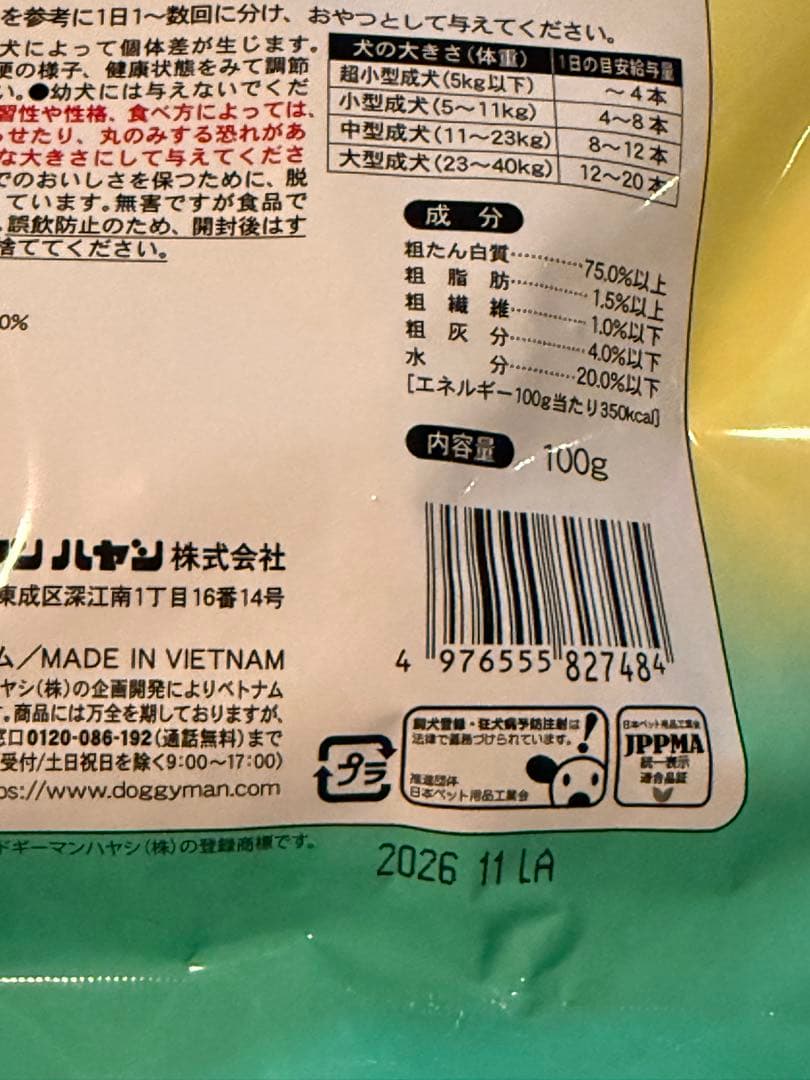 を参考に1日1～数回に分け、おやつとして与えてください。
犬によって個体差が生じます。
便の様子、健康状態をみて調節
い。●幼犬には与えないでくだ
習性や性格、食べ方によっては、
らせたり、丸のみする恐れがあ
な大きさにして与えてくださ
でのおいしさを保つために、脱
ています。無害ですが食品で
。誤飲防止のため、開封後はす
捨ててください。
犬の大きさ(体重) 1日の目安給与量
超小型成犬(5kg以下) ～4本
小型成犬(5～11kg) 4～8本
中型成犬(11～23kg) 8～12本
大型成犬(23～40kg) 12～20本
成分
粗たん白質…………75.0%以上
粗脂肪…………1.5%以上
粗繊維…………1.0%以下
粗灰分…………4.0%以下
水分…………20.0%以下
[エネルギー100g当たり350kcal]
0%
内容量 100g
ン ハヤシ 株式会社
東成区深江南1丁目16番14号
ム／MADE IN VIETNAM
ヤシ(株)の企画開発によりベトナム
す。商品には万全を期しておりますが、
窓口0120-086-192(通話無料)まで
受付/土日祝日を除く9:00～17:00)
ps://www.doggyman.com
4 976555 827484
プラ
飼犬登録・狂犬病予防注射は
法律で義務づけられています。
推進団体
日本ペット用品工業会
日本ペット用品工業会
JPPMA
統一表示
適合品証
ドギーマンハヤシ(株)の登録商標です。
2026 11 LA